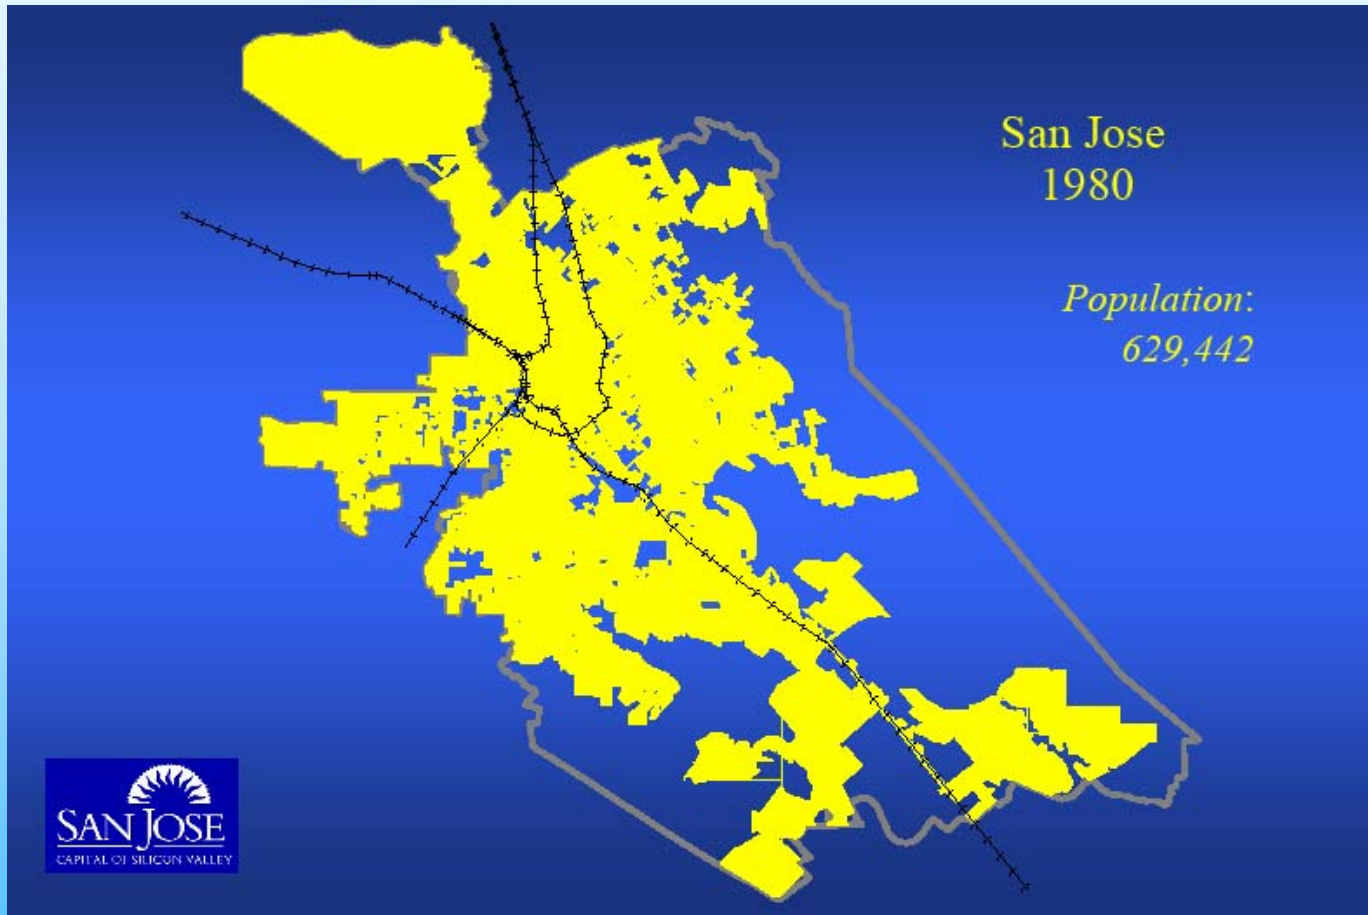 San Jose
1980
Population:
629,442
SAN JOSE
CAPITAL OF SILICON VALLEY